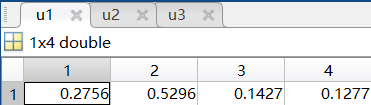 u1 u2 u3
1x4 double
1 2 3 4
1 0.2756 0.5296 0.1427 0.1277